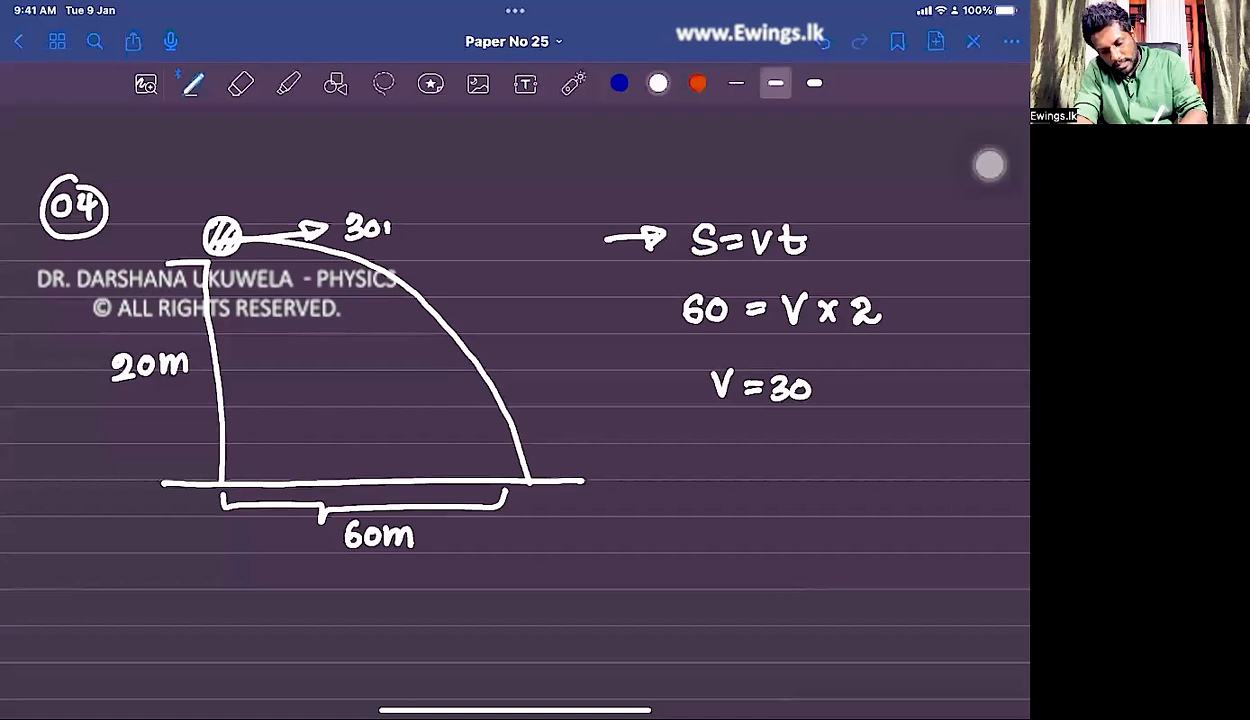 9:41 AM Tue 9 Jan
100%
Paper No 25
www.Ewings.lk
Ewings.lk
04
30
S=vt
DR. DARSHANA UKUWELA - PHYSICS
© ALL RIGHTS RESERVED.
60 = V x 2
20m
V = 30
60m